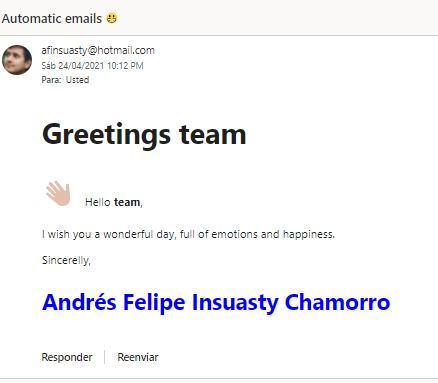 Automatic emails 😃
afinsuasty@hotmail.com
Sáb 24/04/2021 10:12 PM
Para: Usted
Greetings team
👋 Hello team,
I wish you a wonderful day, full of emotions and happiness.
Sincerelly,
Andrés Felipe Insuasty Chamorro
Responder | Reenviar